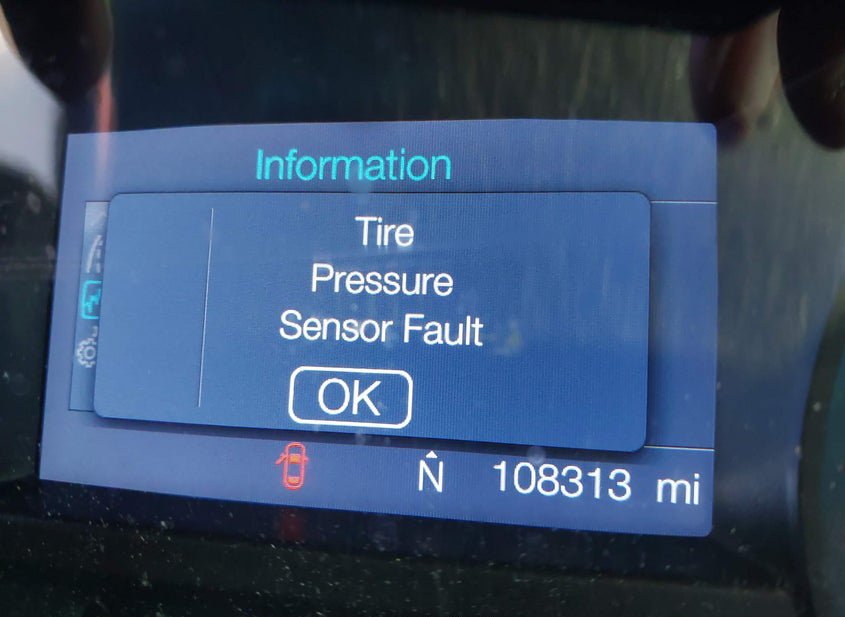 Information
Tire
Pressure
Sensor Fault
OK
N 108313 mi